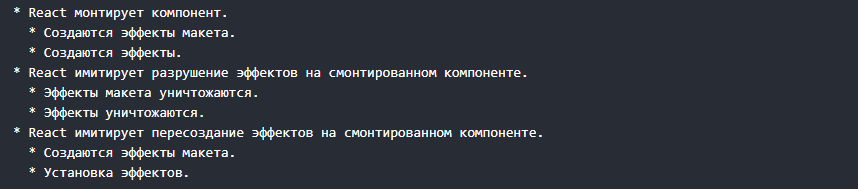 * React монтирует компонент.
* Создаются эффекты макета.
* Создаются эффекты.
* React имитирует разрушение эффектов на смонтированном компоненте.
* Эффекты макета уничтожаются.
* Эффекты уничтожаются.
* React имитирует пересоздание эффектов на смонтированном компоненте.
* Создаются эффекты макета.
* Установка эффектов.